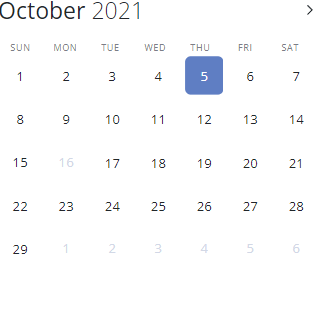 October 2021
SUN MON TUE WED THU FRI SAT
1 2 3 4 5 6 7
8 9 10 11 12 13 14
15 16 17 18 19 20 21
22 23 24 25 26 27 28
29 1 2 3 4 5 6